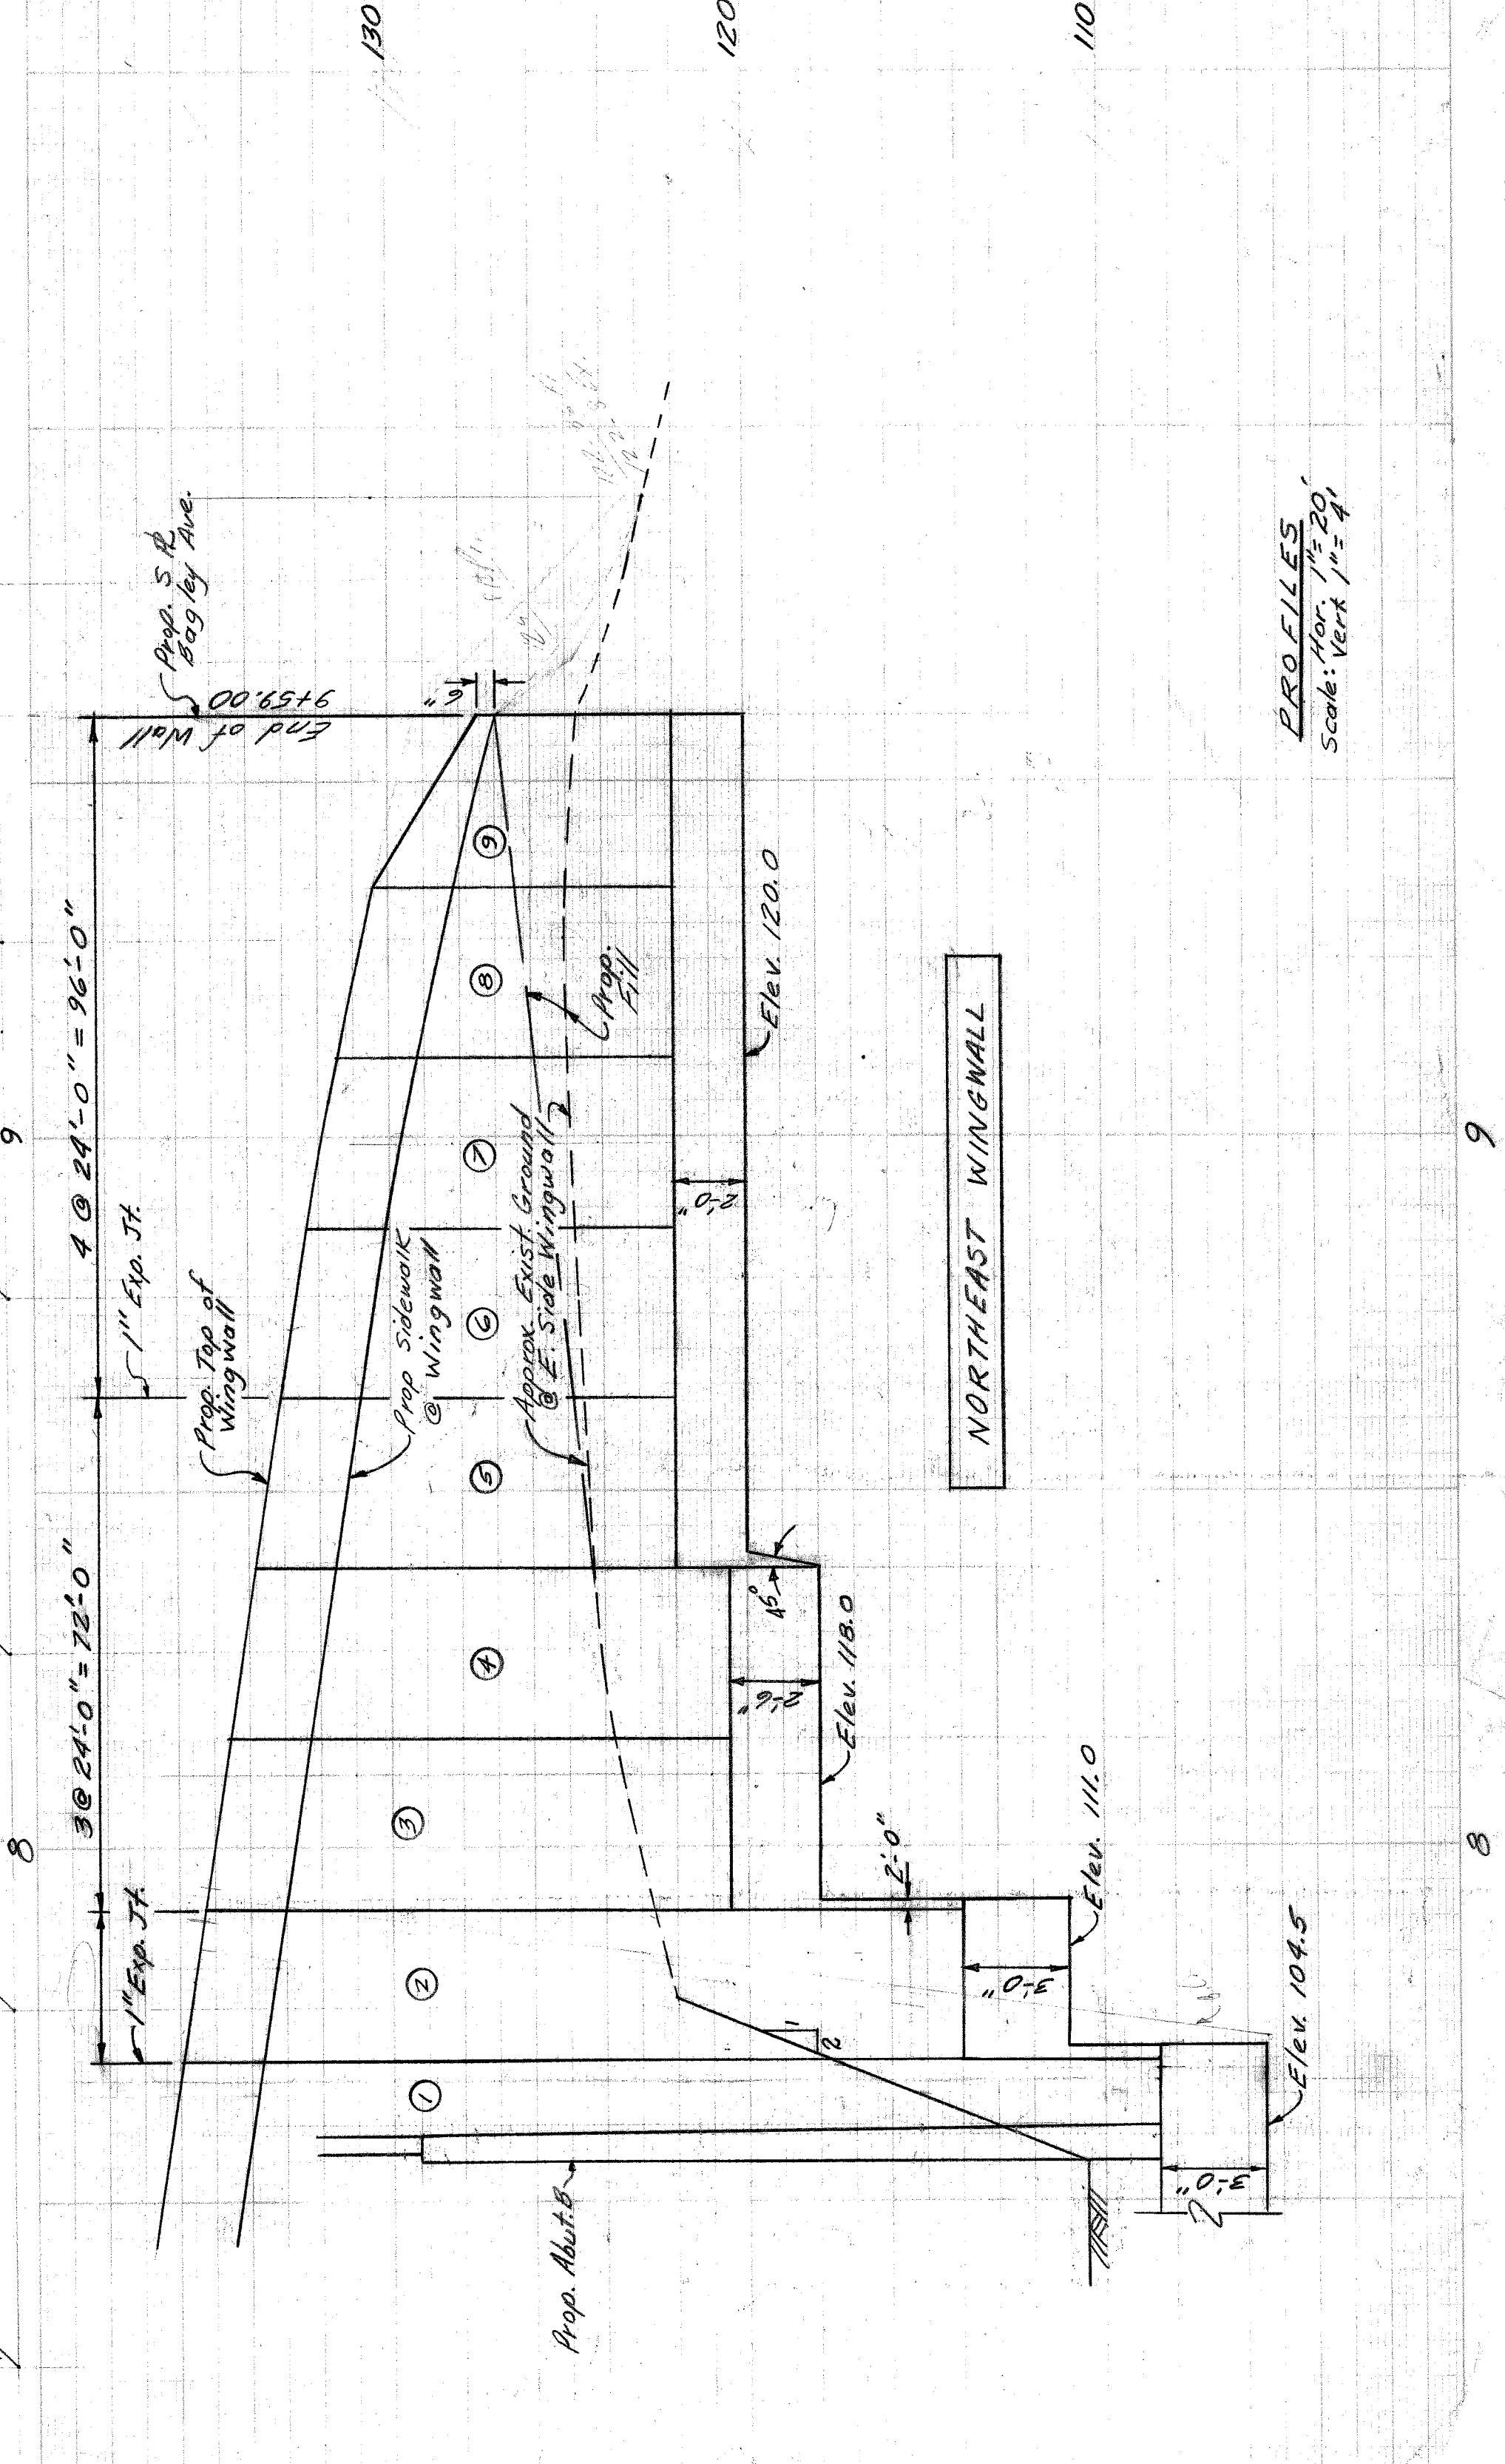 8
9
3 @ 24'-0" = 72'-0"
4 @ 24'-0" = 96'-0"
1" Exp. Jt.
1" Exp. Jt.
Prop. S ⅊
Bagley Ave.
End of Wall
9+59.00
6"
130
120
110
Prop. Top of
Wingwall
Prop Sidewalk
@ Wingwall
Approx. Exist. Ground
@ E. Side Wingwall
Prop.
Fill
1
2
3
4
5
6
7
8
9
Prop. Abut. B
1
2
2'-0"
Elev. 120.0
45°
2'-6"
Elev. 118.0
2'-0"
3'-0"
Elev. 111.0
3'-0"
Elev. 104.5
NORTHEAST WINGWALL
PROFILES
Scale: Hor. 1" = 20'
Vert 1" = 4'
8
9